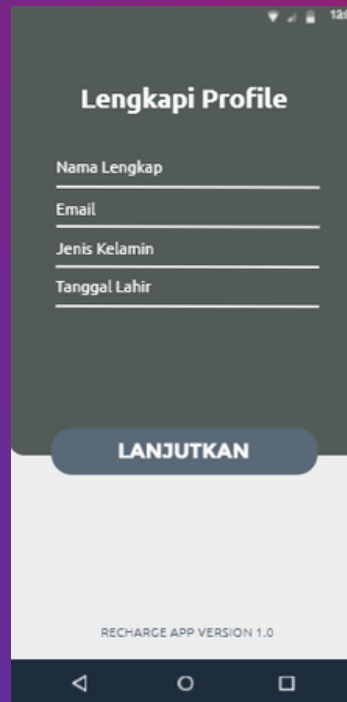 Lengkapi Profile
Nama Lengkap
Email
Jenis Kelamin
Tanggal Lahir
LANJUTKAN
RECHARGE APP VERSION 1.0